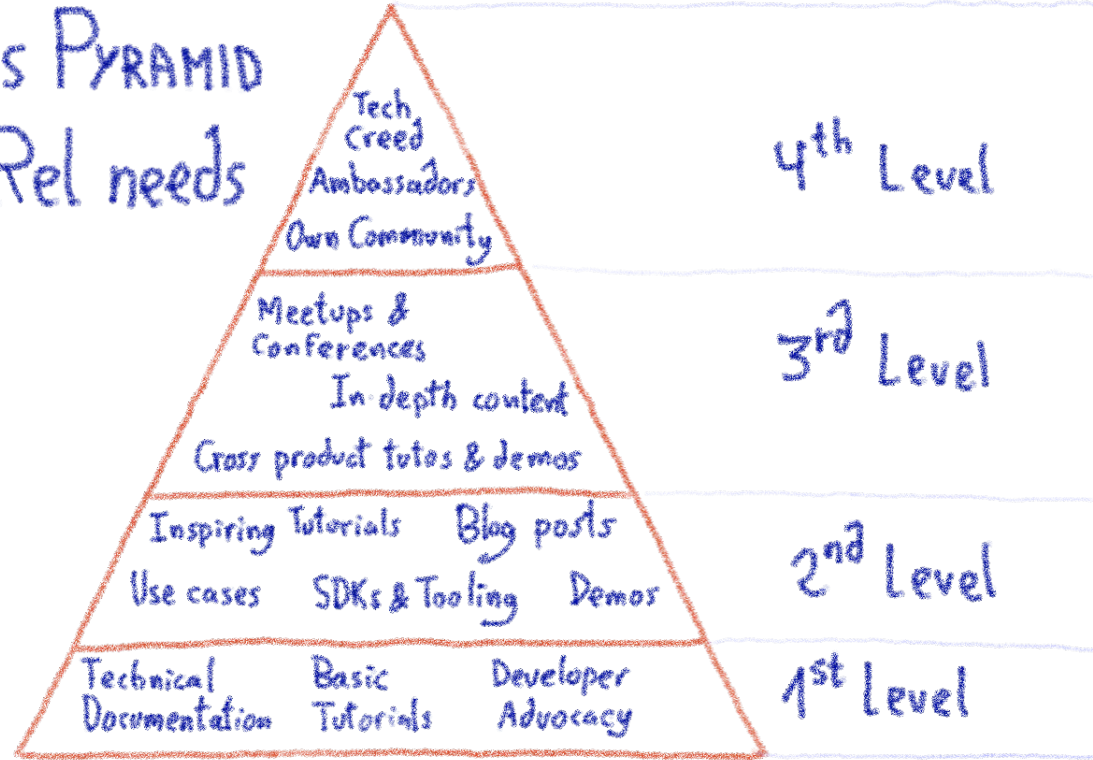 s PYRAMID
Rel needs
Tech
Creed
Ambassadors
Own Community
4th Level
Meetups &
Conferences
In depth content
Cross product tutos & demos
3rd Level
Inspiring Tutorials Blog posts
Use cases SDKs & Tooling Demos
2nd Level
Technical Documentation
Basic Tutorials
Developer Advocacy
1st Level